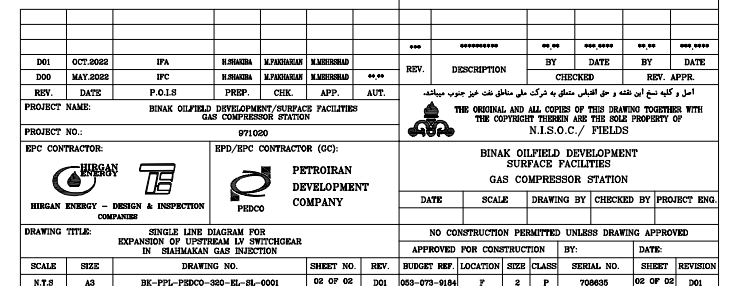 *** ********** **.** ***.**** **.** ***.****
D01 OCT.2022 IFA H.SHAKIBA M.FAKHARIAN M.MEHRSHAD
REV. DESCRIPTION BY DATE BY DATE
D00 MAY.2022 IFC H.SHAKIBA M.FAKHARIAN M.MEHRSHAD **.**
CHECKED REV. APPR.
REV. DATE P.O.I.S PREP. CHK. APP. AUT.
اصل و کلیه نسخ این نقشه و حق اقتباس متعلق به شرکت ملی مناطق نفت خیز جنوب میباشد.
THE ORIGINAL AND ALL COPIES OF THIS DRAWING TOGETHER WITH
THE COPYRIGHT THEREIN ARE THE SOLE PROPERTY OF
N.I.S.O.C./ FIELDS
PROJECT NAME: BINAK OILFIELD DEVELOPMENT/SURFACE FACILITIES
GAS COMPRESSOR STATION
PROJECT NO.: 971020
EPC CONTRACTOR:
HIRGAN
ENERGY
HIRGAN ENERGY – DESIGN & INSPECTION
COMPANIES
EPD/EPC CONTRACTOR (GC):
PEDCO
PETROIRAN
DEVELOPMENT
COMPANY
BINAK OILFIELD DEVELOPMENT
SURFACE FACILITIES
GAS COMPRESSOR STATION
DATE SCALE DRAWING BY CHECKED BY PROJECT ENG.
DRAWING TITLE: SINGLE LINE DIAGRAM FOR
EXPANSION OF UPSTREAM LV SWITCHGEAR
IN SIAHMAKAN GAS INJECTION
NO CONSTRUCTION PERMITTED UNLESS DRAWING APPROVED
APPROVED FOR CONSTRUCTION BY: DATE:
SCALE SIZE DRAWING NO. SHEET NO. REV. BUDGET REF. LOCATION SIZE CLASS SERIAL NO. SHEET REVISION
N.T.S A3 BK-PPL-PEDCO-320-EL-SL-0001 02 OF 02 D01 053-073-9184 F 2 P 708635 02 OF 02 D01